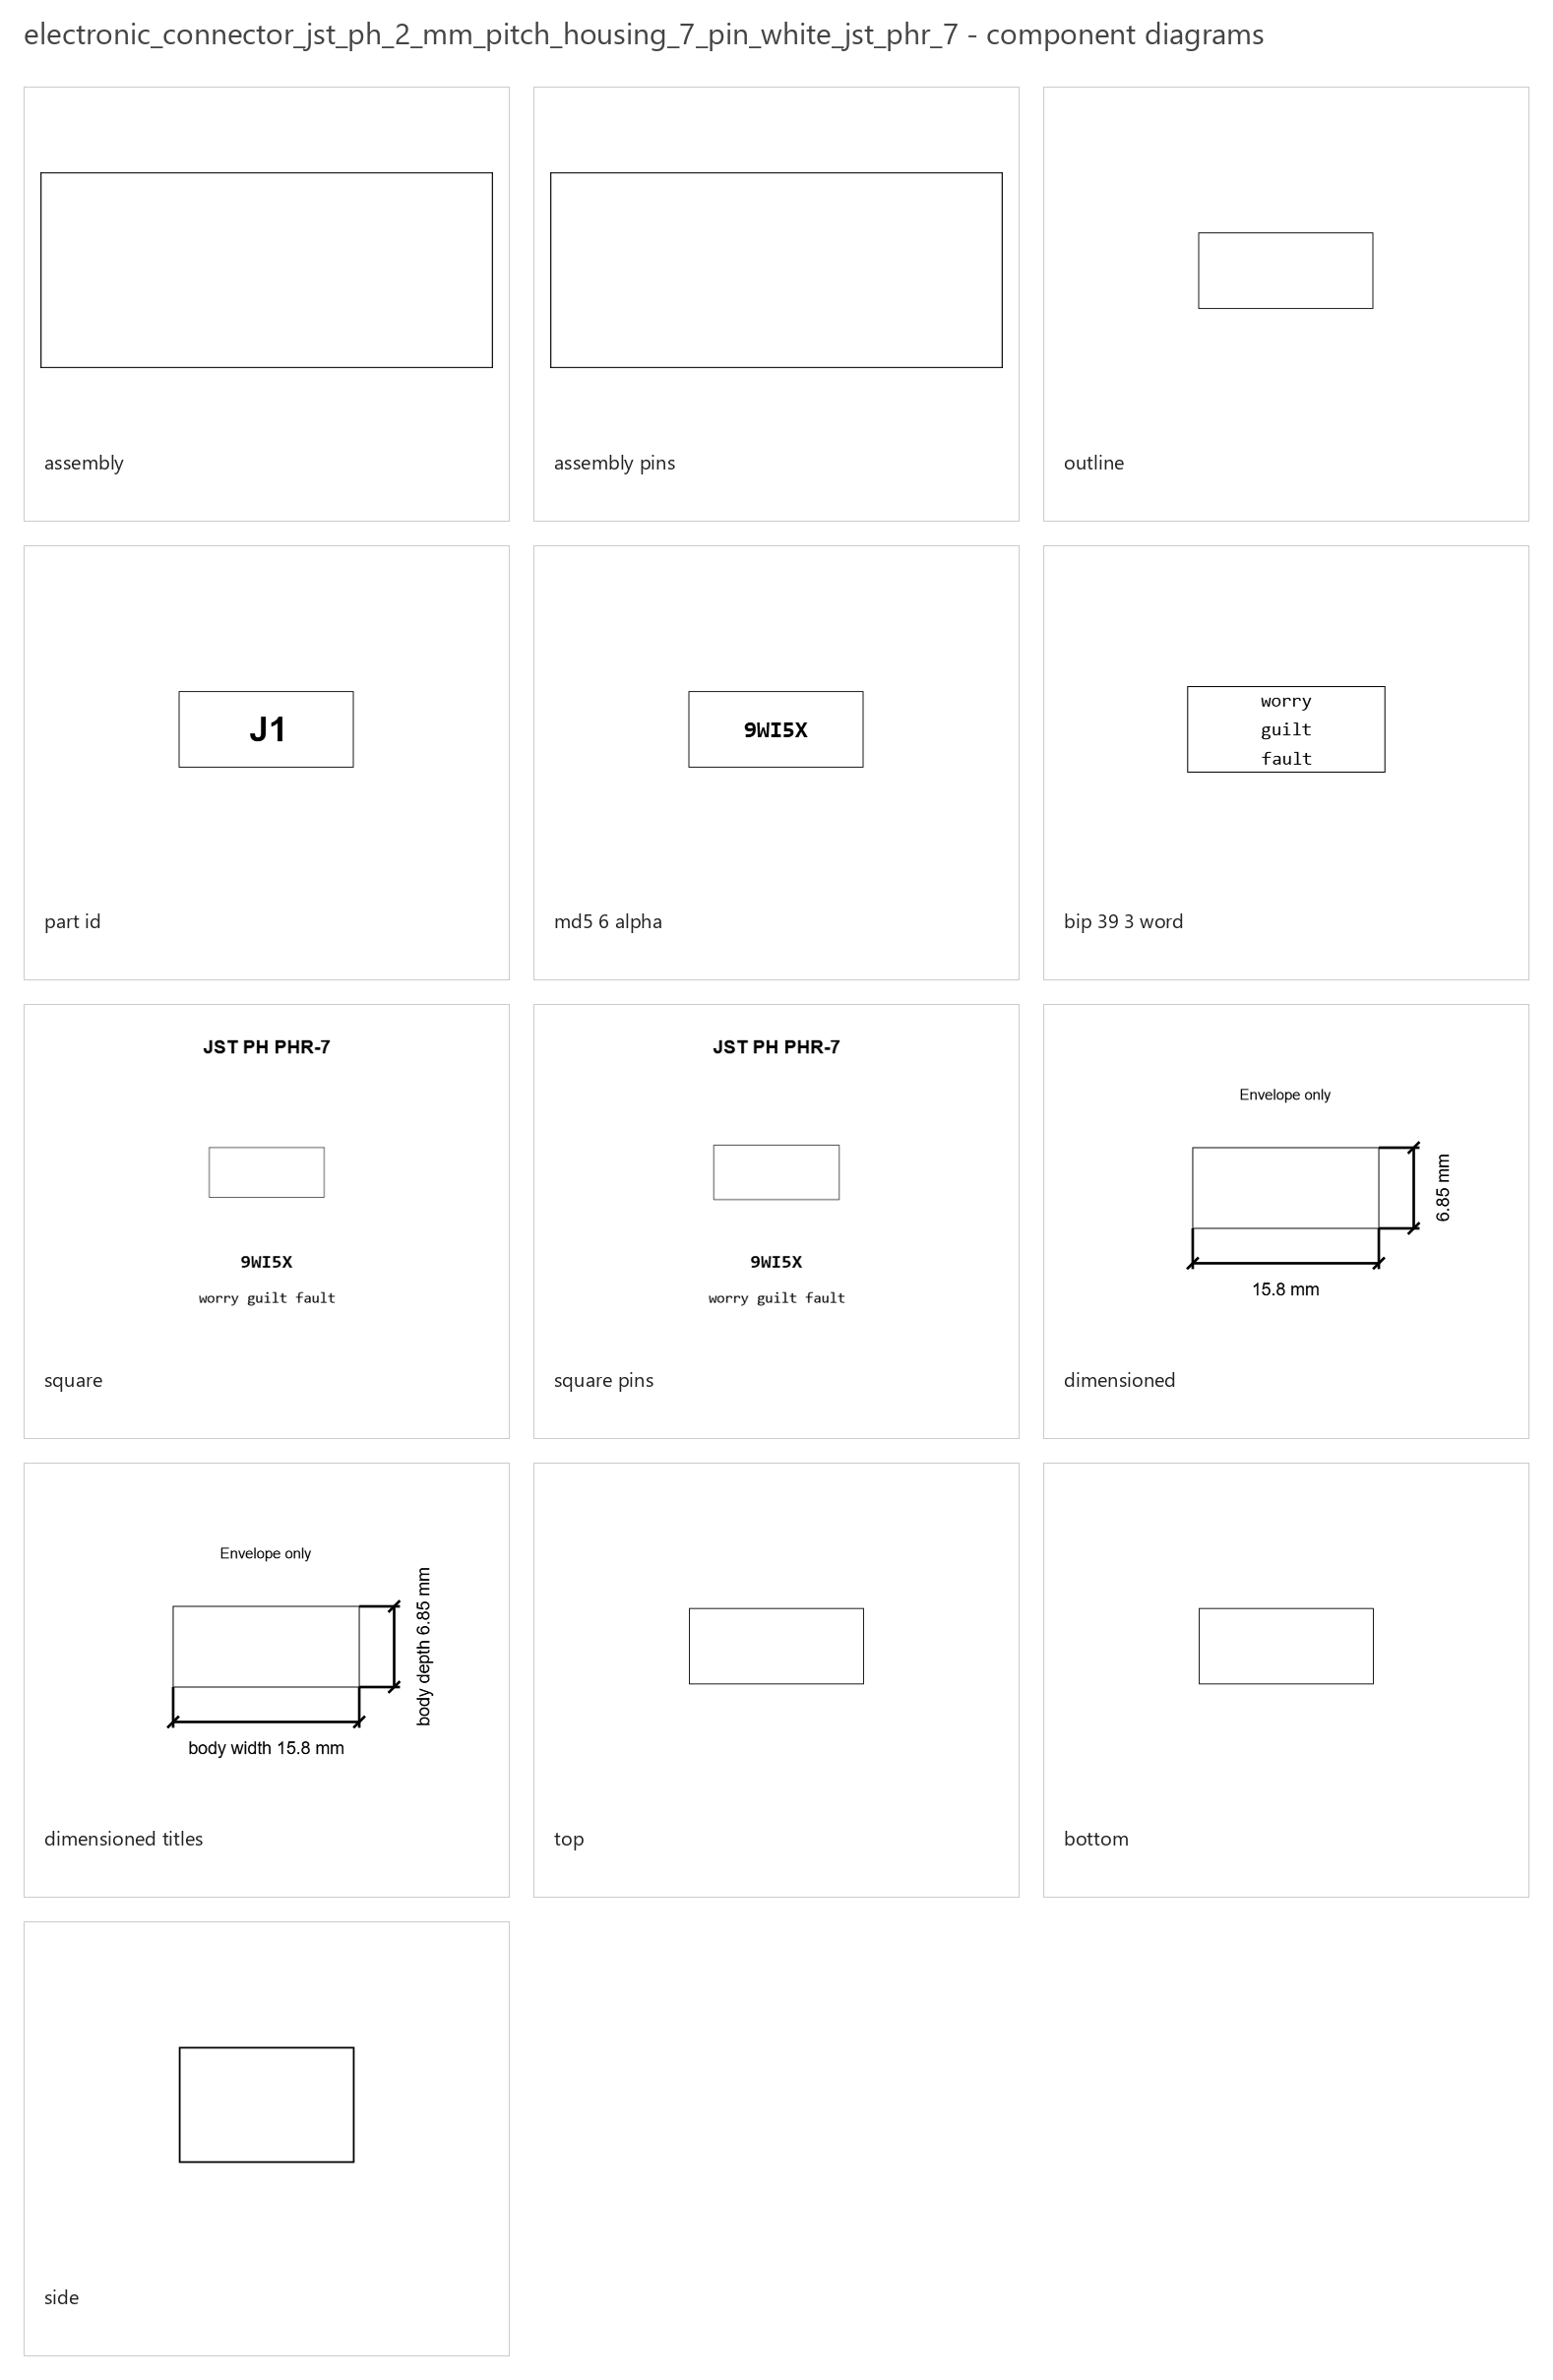 electronic_connector_jst_ph_2_mm_pitch_housing_7_pin_white_jst_phr_7 - component diagrams
assembly
assembly pins
outline
J1
part id
9WI5X
md5 6 alpha
worry
guilt
fault
bip 39 3 word
JST PH PHR-7
9WI5X
worry guilt fault
square
JST PH PHR-7
9WI5X
worry guilt fault
square pins
Envelope only
6.85 mm
15.8 mm
dimensioned
Envelope only
body depth 6.85 mm
body width 15.8 mm
dimensioned titles
top
bottom
side